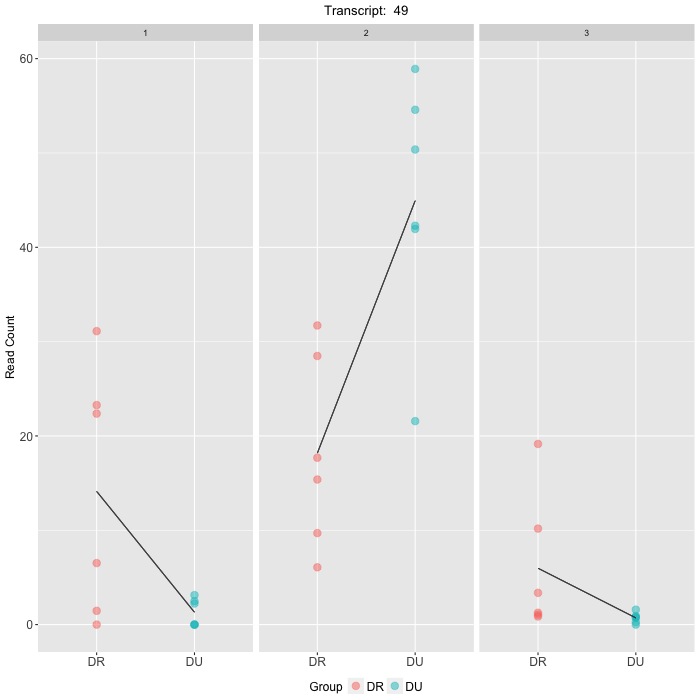 Transcript:  49
1 2 3
Read Count
60
40
20
0
DR DU DR DU DR DU
Group DR DU